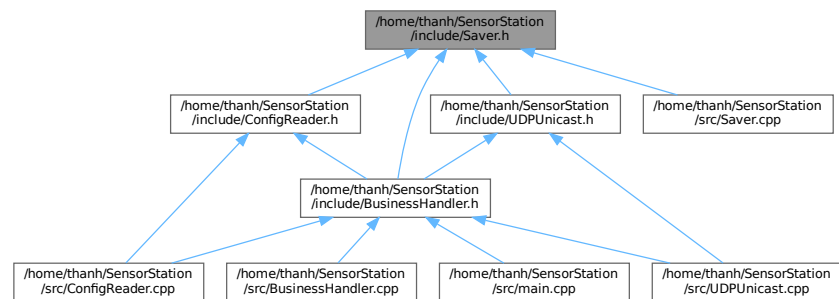 /home/thanh/SensorStation
/include/Saver.h
/home/thanh/SensorStation
/include/ConfigReader.h
/home/thanh/SensorStation
/include/UDPUnicast.h
/home/thanh/SensorStation
/src/Saver.cpp
/home/thanh/SensorStation
/include/BusinessHandler.h
/home/thanh/SensorStation
/src/ConfigReader.cpp
/home/thanh/SensorStation
/src/BusinessHandler.cpp
/home/thanh/SensorStation
/src/main.cpp
/home/thanh/SensorStation
/src/UDPUnicast.cpp